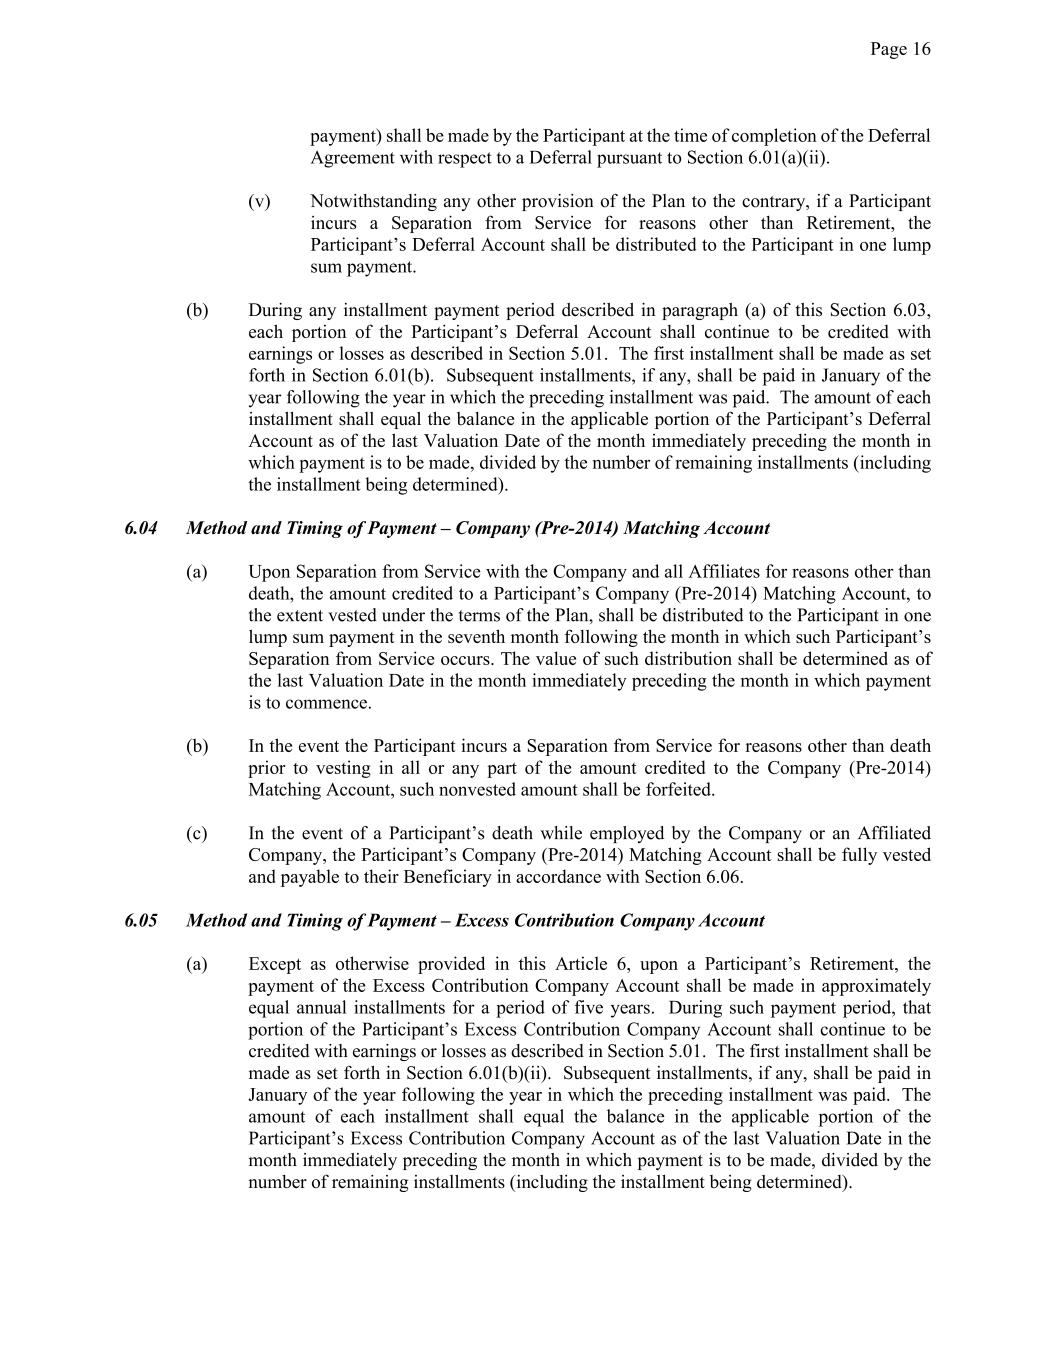 Page 16
payment) shall be made by the Participant at the time of completion of the Deferral
Agreement with respect to a Deferral pursuant to Section 6.01(a)(ii).
(v) Notwithstanding any other provision of the Plan to the contrary, if a Participant
incurs a Separation from Service for reasons other than Retirement, the
Participant’s Deferral Account shall be distributed to the Participant in one lump
sum payment.
(b) During any installment payment period described in paragraph (a) of this Section 6.03,
each portion of the Participant’s Deferral Account shall continue to be credited with
earnings or losses as described in Section 5.01. The first installment shall be made as set
forth in Section 6.01(b). Subsequent installments, if any, shall be paid in January of the
year following the year in which the preceding installment was paid. The amount of each
installment shall equal the balance in the applicable portion of the Participant’s Deferral
Account as of the last Valuation Date of the month immediately preceding the month in
which payment is to be made, divided by the number of remaining installments (including
the installment being determined).
6.04 Method and Timing of Payment – Company (Pre-2014) Matching Account
(a) Upon Separation from Service with the Company and all Affiliates for reasons other than
death, the amount credited to a Participant’s Company (Pre-2014) Matching Account, to
the extent vested under the terms of the Plan, shall be distributed to the Participant in one
lump sum payment in the seventh month following the month in which such Participant’s
Separation from Service occurs. The value of such distribution shall be determined as of
the last Valuation Date in the month immediately preceding the month in which payment
is to commence.
(b) In the event the Participant incurs a Separation from Service for reasons other than death
prior to vesting in all or any part of the amount credited to the Company (Pre-2014)
Matching Account, such nonvested amount shall be forfeited.
(c) In the event of a Participant’s death while employed by the Company or an Affiliated
Company, the Participant’s Company (Pre-2014) Matching Account shall be fully vested
and payable to their Beneficiary in accordance with Section 6.06.
6.05 Method and Timing of Payment – Excess Contribution Company Account
(a) Except as otherwise provided in this Article 6, upon a Participant’s Retirement, the
payment of the Excess Contribution Company Account shall be made in approximately
equal annual installments for a period of five years. During such payment period, that
portion of the Participant’s Excess Contribution Company Account shall continue to be
credited with earnings or losses as described in Section 5.01. The first installment shall be
made as set forth in Section 6.01(b)(ii). Subsequent installments, if any, shall be paid in
January of the year following the year in which the preceding installment was paid. The
amount of each installment shall equal the balance in the applicable portion of the
Participant’s Excess Contribution Company Account as of the last Valuation Date in the
month immediately preceding the month in which payment is to be made, divided by the
number of remaining installments (including the installment being determined).